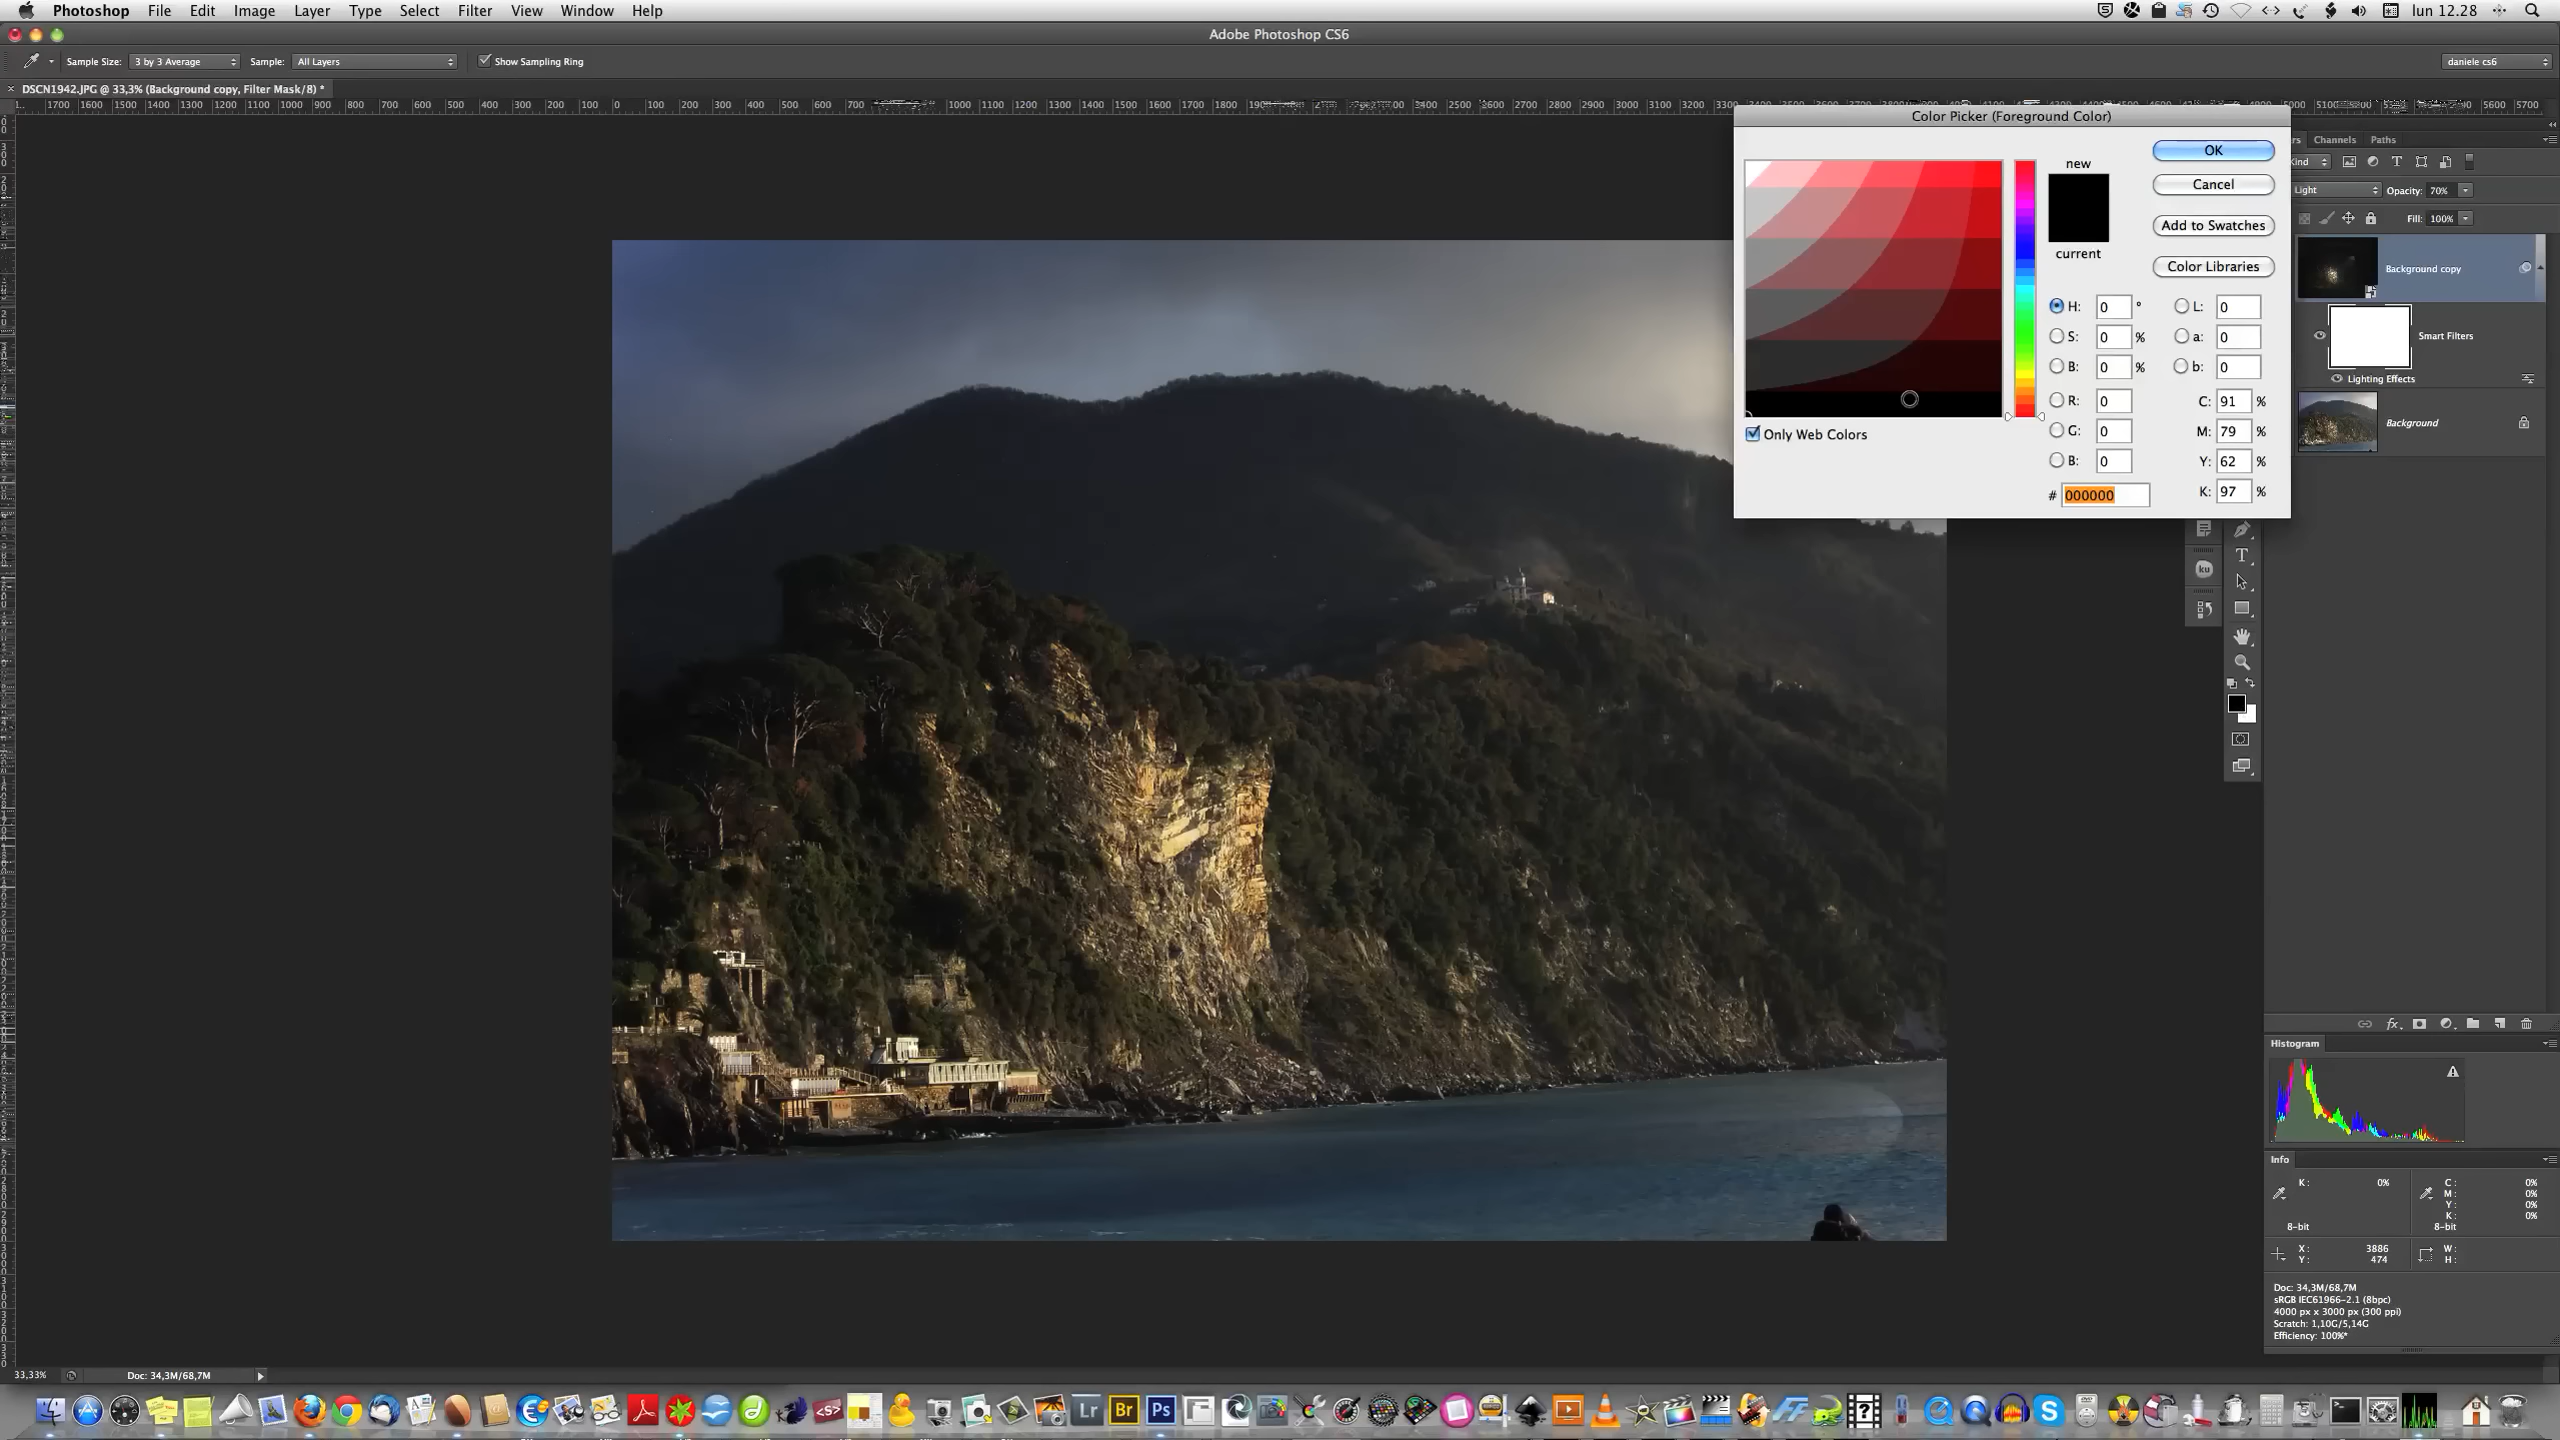 Photoshop File Edit Image Layer Type Select Filter View Window Help lun 12.28
Adobe Photoshop CS6
Sample Size: 3 by 3 Average Sample: All Layers Show Sampling Ring daniele cs6
DSCN1942.JPG @ 33,3% (Background copy, Filter Mask/8) *
Color Picker (Foreground Color)
new
current
OK
Cancel
Add to Swatches
Color Libraries
H: 0 ° L: 0
S: 0 % a: 0
B: 0 % b: 0
R: 0 C: 91 %
G: 0 M: 79 %
B: 0 Y: 62 %
# 000000 K: 97 %
Only Web Colors
Channels Paths
Kind
Light Opacity: 70%
Fill: 100%
Background copy
Smart Filters
Lighting Effects
Background
ku
Histogram
Info
K: 0%
C: 0%
M: 0%
Y: 0%
K: 0%
8-bit 8-bit
X: 3886 W:
Y: 474 H:
Doc: 34,3M/68,7M
sRGB IEC61966-2.1 (8bpc)
4000 px x 3000 px (300 ppi)
Scratch: 1,10G/5,14G
Efficiency: 100%*
33,33% Doc: 34,3M/68,7M
Lr Br Ps